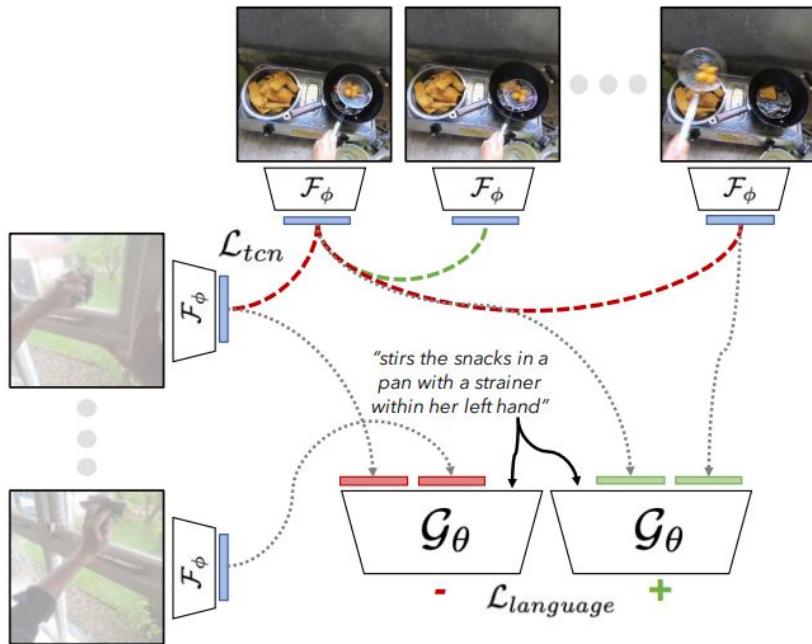 𝓕ϕ
𝓕ϕ
𝓕ϕ
𝓛tcn
𝓕ϕ
"stirs the snacks in a
pan with a strainer
within her left hand"
𝓕ϕ
𝓖θ
𝓖θ
-
𝓛language
+